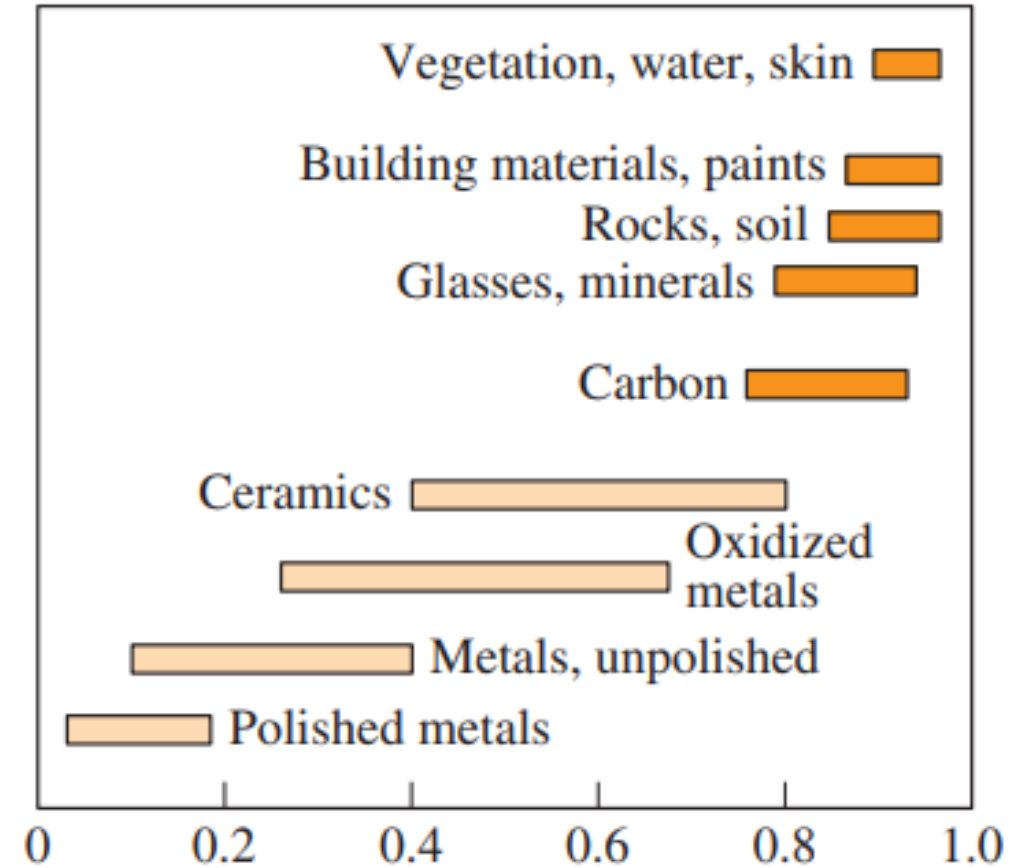 Vegetation, water, skin
Building materials, paints
Rocks, soil
Glasses, minerals
Carbon
Ceramics
Oxidized
metals
Metals, unpolished
Polished metals
0 0.2 0.4 0.6 0.8 1.0